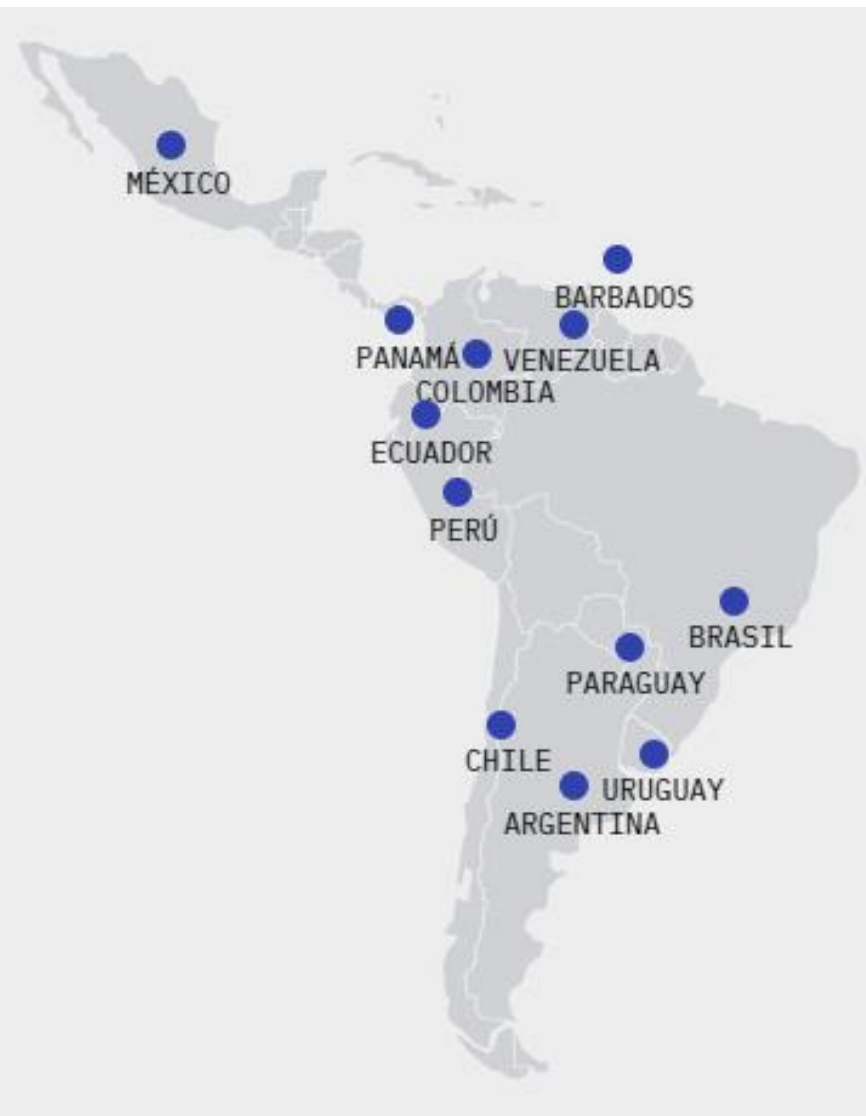 MÉXICO
BARBADOS
PANAMÁ
VENEZUELA
COLOMBIA
ECUADOR
PERÚ
BRASIL
PARAGUAY
CHILE
URUGUAY
ARGENTINA